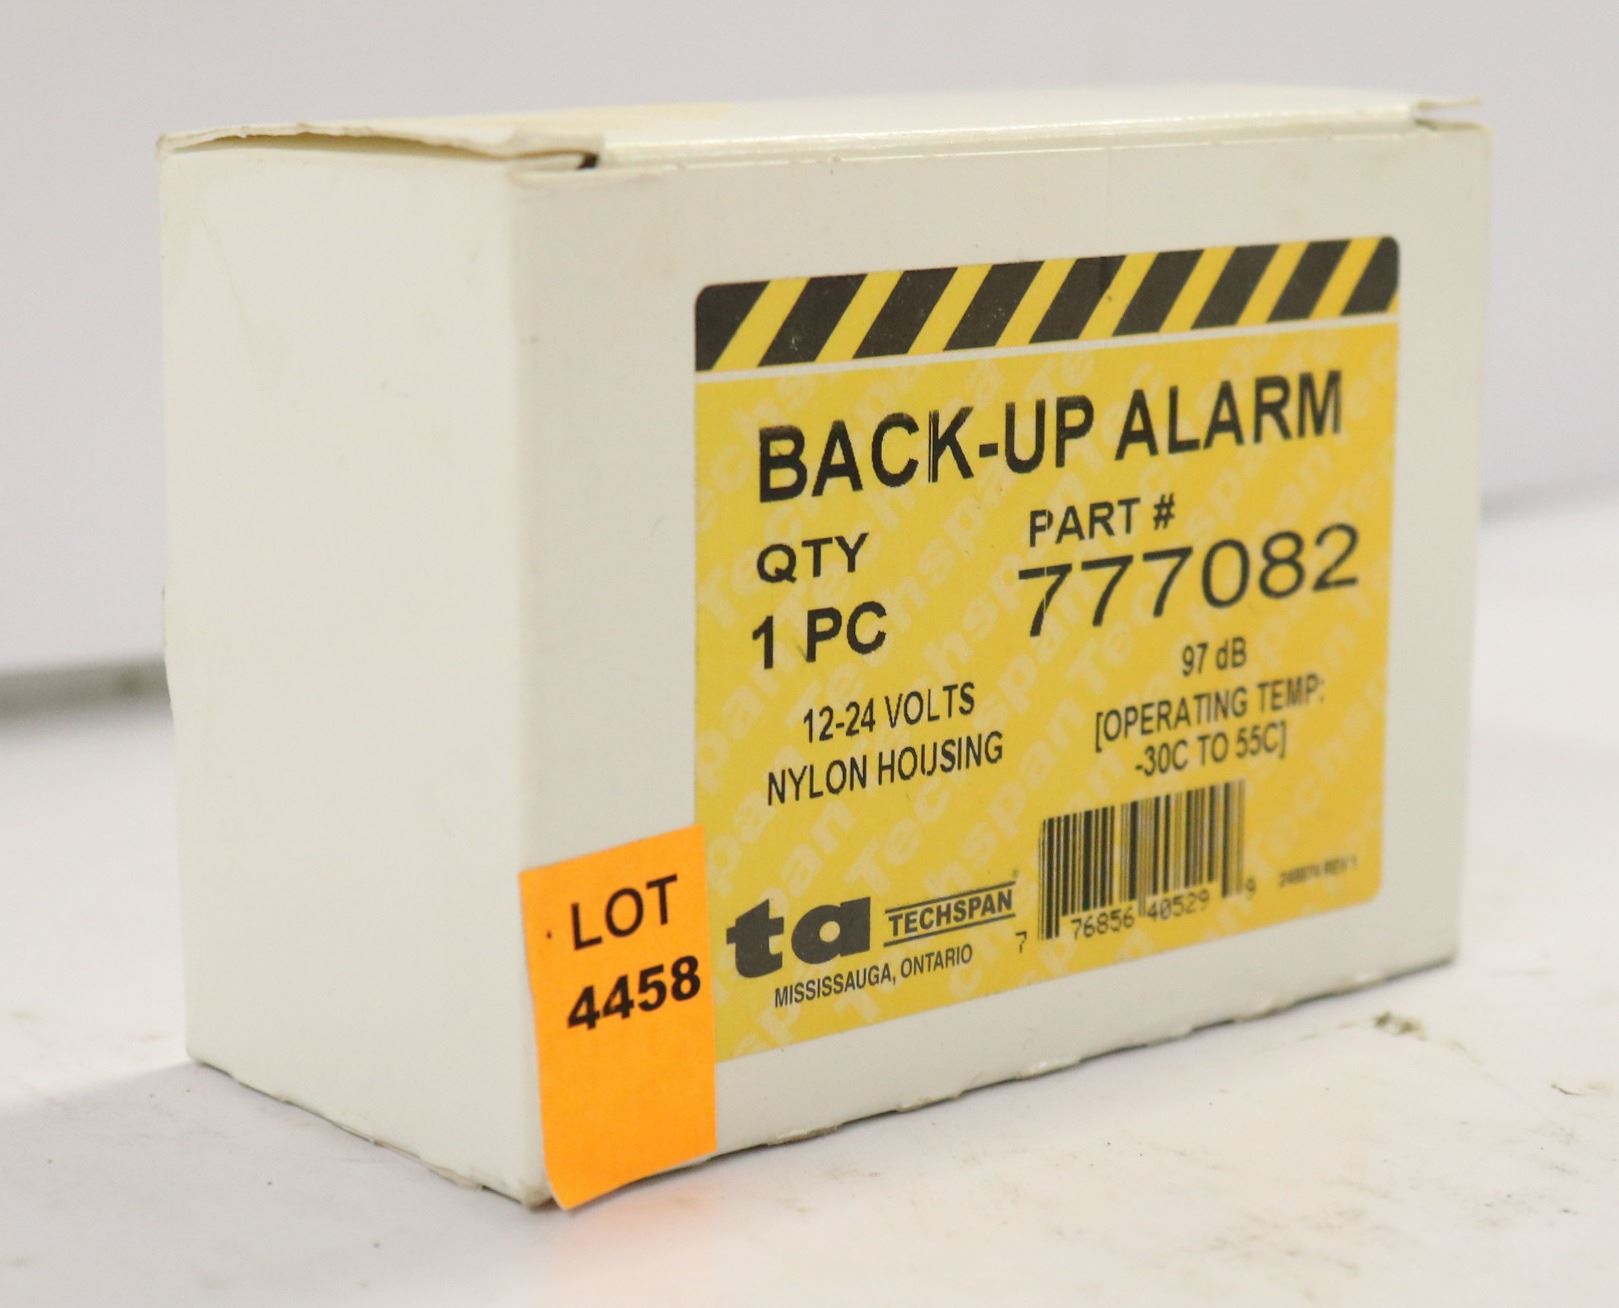 BACK-UP ALARM
QTY
1 PC
PART #
777082
12-24 VOLTS
NYLON HOUSING
97 dB
[OPERATING TEMP:
-30C TO 55C]
ta TECHSPAN®
MISSISSAUGA, ONTARIO
7 76856 40529 9
LOT
4458